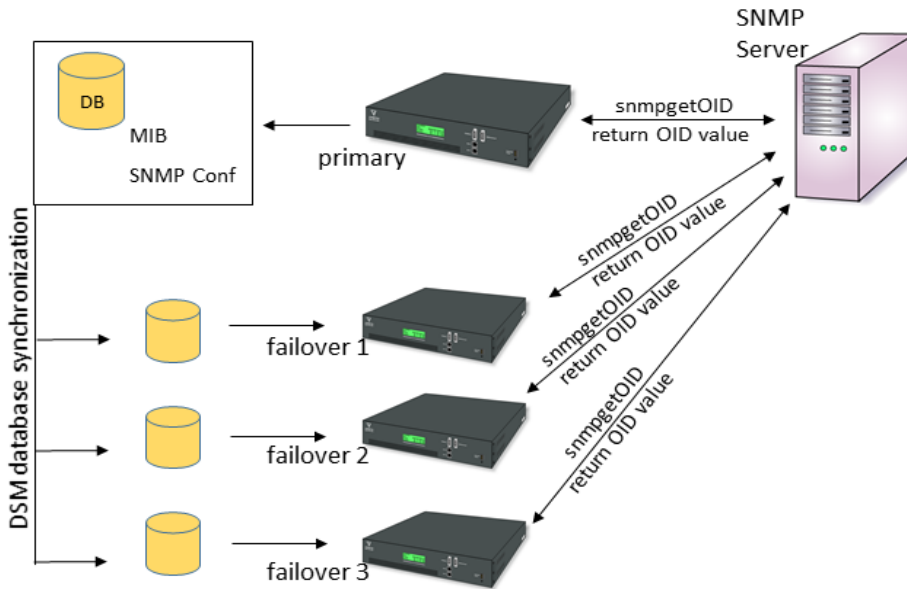 SNMP
Server
DB
MIB
SNMP Conf
primary
snmpgetOID
return OID value
DSM database synchronization
snmpgetOID
return OID value
failover 1
snmpgetOID
return OID value
failover 2
snmpgetOID
return OID value
failover 3